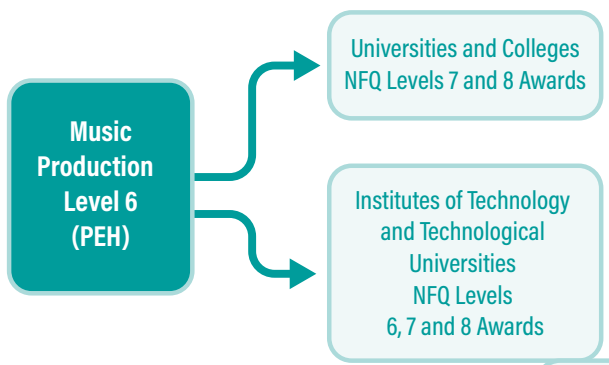 Music
Production
Level 6
(PEH)
Universities and Colleges
NFQ Levels 7 and 8 Awards
Institutes of Technology
and Technological
Universities
NFQ Levels
6, 7 and 8 Awards